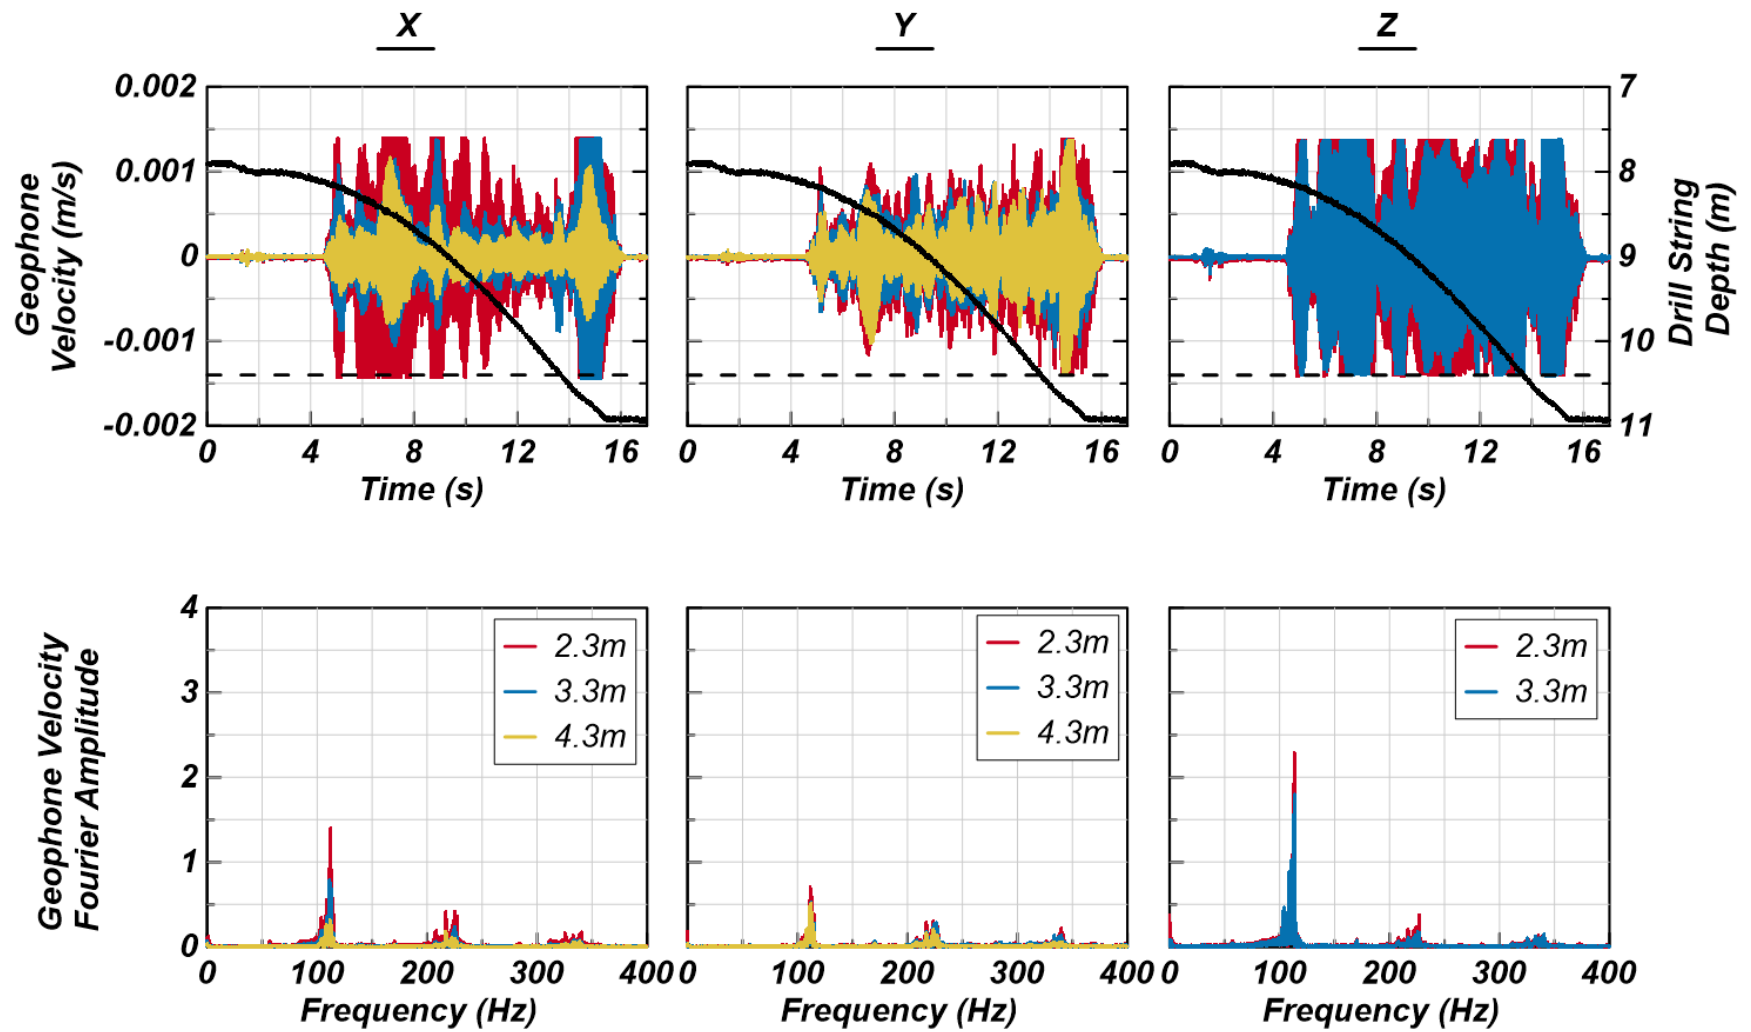 X
Y
Z
0.002
0.001
0
-0.001
-0.002
Geophone
Velocity (m/s)
0 4 8 12 16
Time (s)
0 4 8 12 16
Time (s)
0 4 8 12 16
Time (s)
7
8
9
10
11
Drill String
Depth (m)
4
3
2
1
0
Geophone Velocity
Fourier Amplitude
2.3m
3.3m
4.3m
0 100 200 300 400
Frequency (Hz)
2.3m
3.3m
4.3m
0 100 200 300 400
Frequency (Hz)
2.3m
3.3m
0 100 200 300 400
Frequency (Hz)